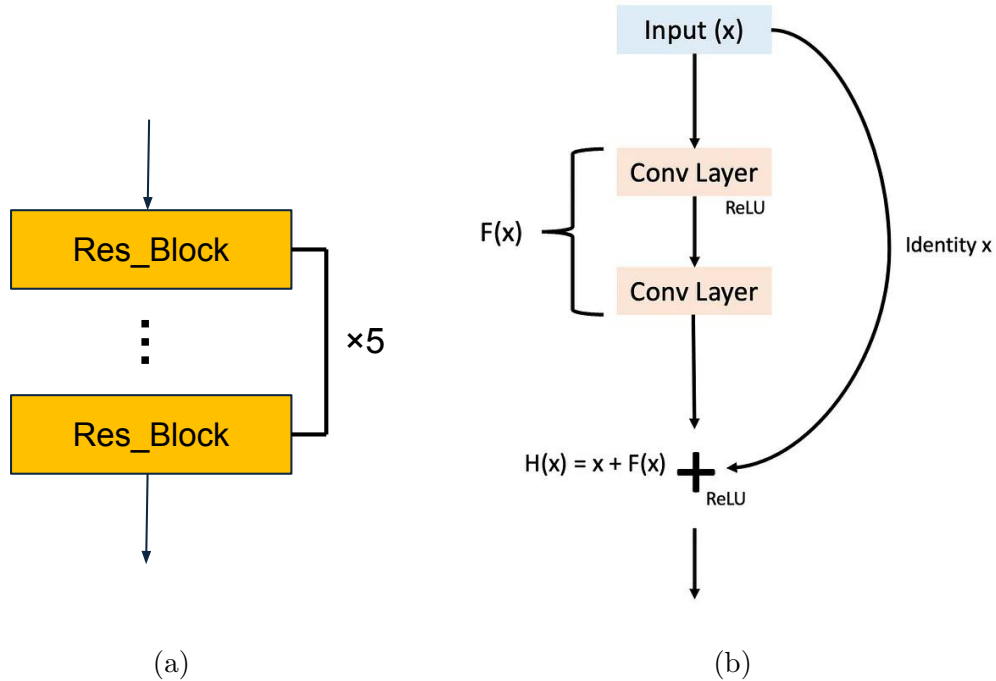 Res_Block
×5
Res_Block
(a)
Input (x)
Conv Layer
ReLU
F(x)
Identity x
Conv Layer
H(x) = x + F(x)
ReLU
(b)